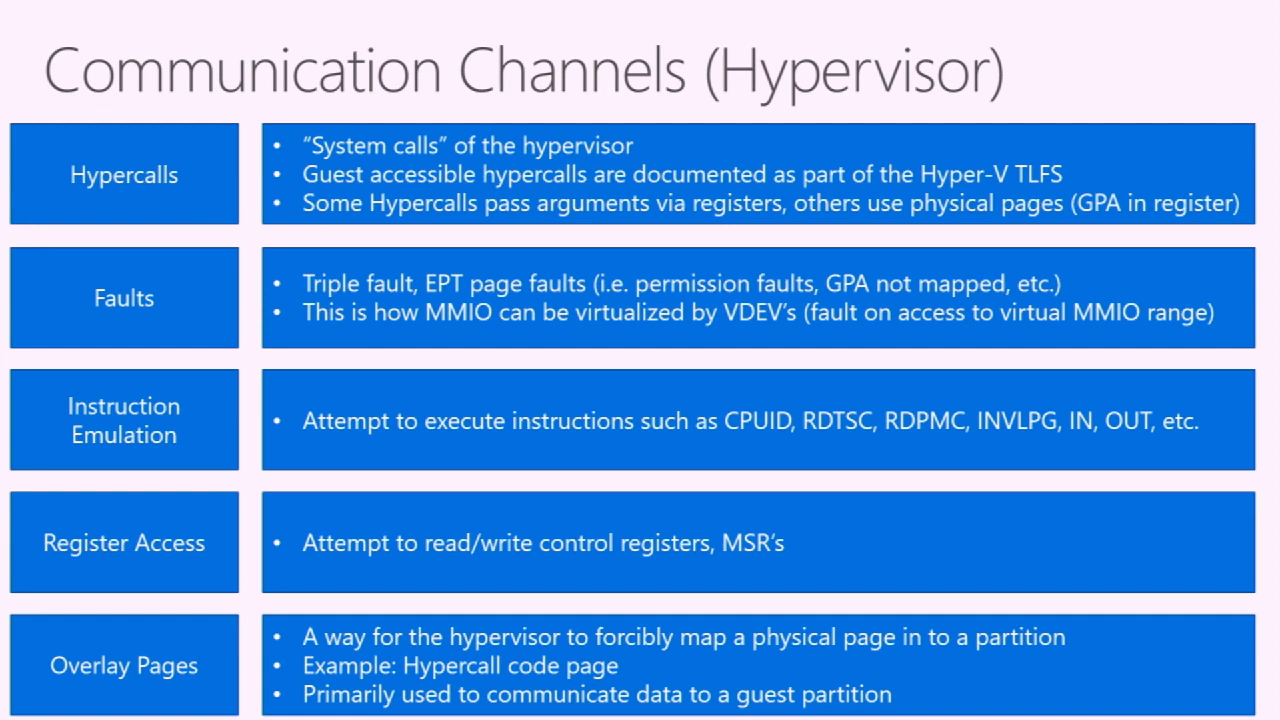 Communication Channels (Hypervisor)
Hypercalls
• “System calls” of the hypervisor
• Guest accessible hypercalls are documented as part of the Hyper-V TLFS
• Some Hypercalls pass arguments via registers, others use physical pages (GPA in register)
Faults
• Triple fault, EPT page faults (i.e. permission faults, GPA not mapped, etc.)
• This is how MMIO can be virtualized by VDEV’s (fault on access to virtual MMIO range)
Instruction
Emulation
• Attempt to execute instructions such as CPUID, RDTSC, RDPMC, INVLPG, IN, OUT, etc.
Register Access
• Attempt to read/write control registers, MSR’s
Overlay Pages
• A way for the hypervisor to forcibly map a physical page in to a partition
• Example: Hypercall code page
• Primarily used to communicate data to a guest partition